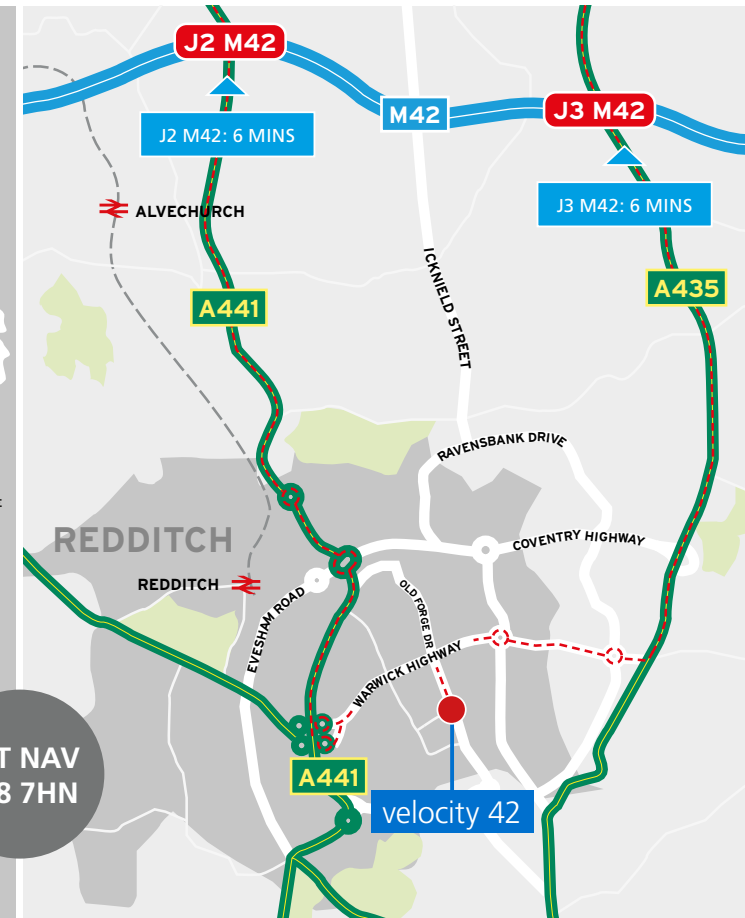 J2 M42
J2 M42: 6 MINS
M42
J3 M42
J3 M42: 6 MINS
ALVECHURCH
A441
ICKNIELD STREET
A435
RAVENSBANK DRIVE
REDDITCH
COVENTRY HIGHWAY
REDDITCH
EVESHAM ROAD
OLD FORGE DR
WARWICK HIGHWAY
T NAV
8 7HN
A441
velocity 42